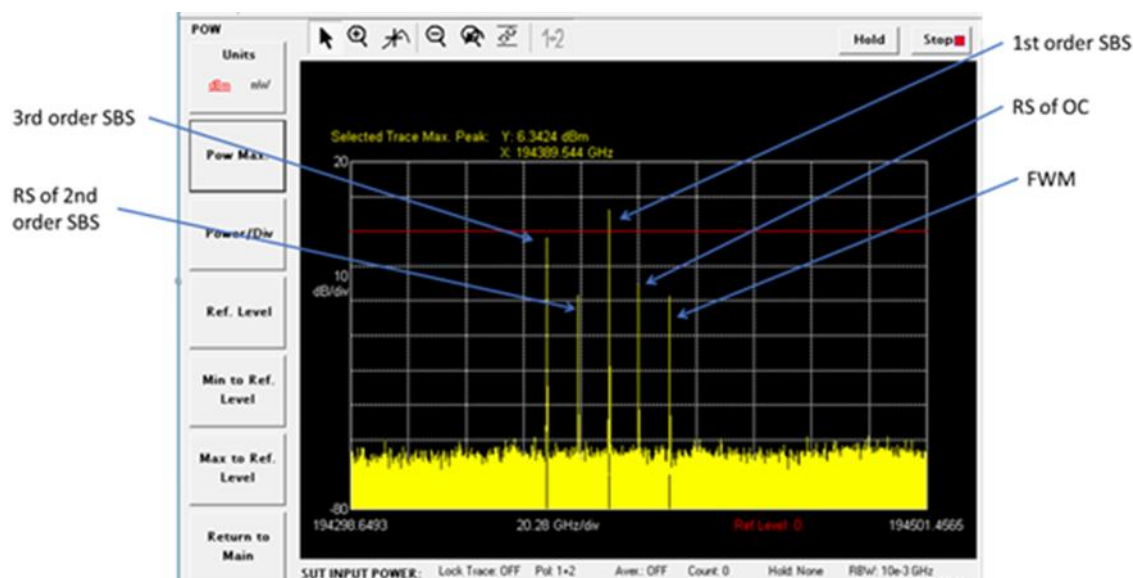 POW
Units
dBm mW
Pow Max.
Power/Div
Ref. Level
Min to Ref.
Level
Max to Ref.
Level
Return to
Main
1-2
Hold
Stop
3rd order SBS
RS of 2nd
order SBS
1st order SBS
RS of OC
FWM
Selected Trace Max. Peak: Y: 6.3424 dBm
X: 194389.544 GHz
20
10
dB/div
-80
194298.6493 20.28 GHz/div Ref Level: 0 194501.4565
SUT INPUT POWER: Lock Trace: OFF Pol: 1+2 Aver.: OFF Count: 0 Hold: None RBW: 10e-3 GHz